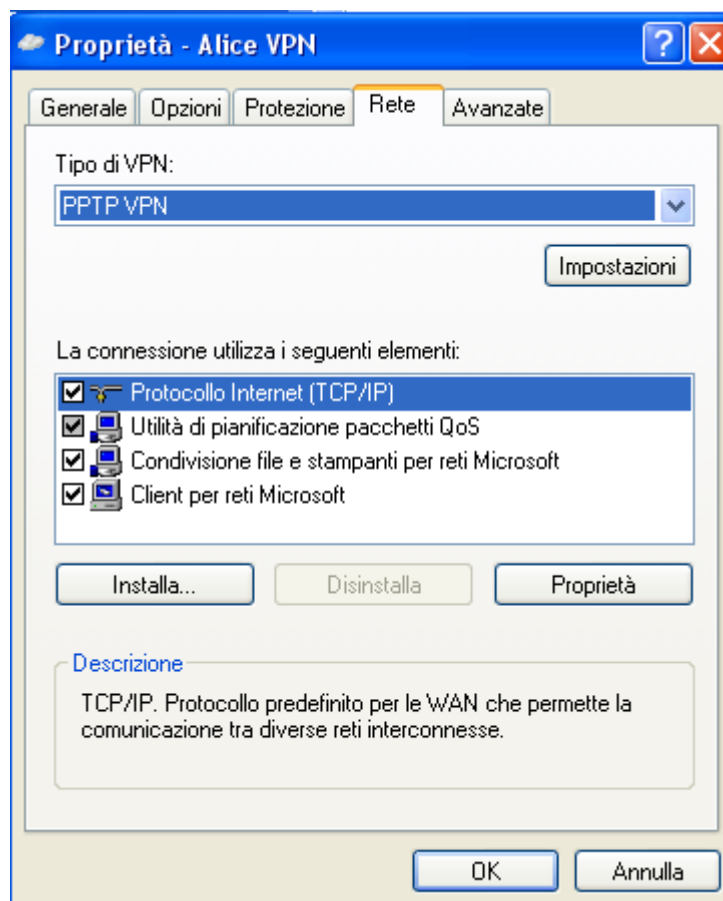 Proprietà - Alice VPN
Generale Opzioni Protezione Rete Avanzate
Tipo di VPN:
PPTP VPN
Impostazioni
La connessione utilizza i seguenti elementi:
Protocollo Internet (TCP/IP)
Utilità di pianificazione pacchetti QoS
Condivisione file e stampanti per reti Microsoft
Client per reti Microsoft
Installa... Disinstalla Proprietà
Descrizione
TCP/IP. Protocollo predefinito per le WAN che permette la
comunicazione tra diverse reti interconnesse.
OK Annulla